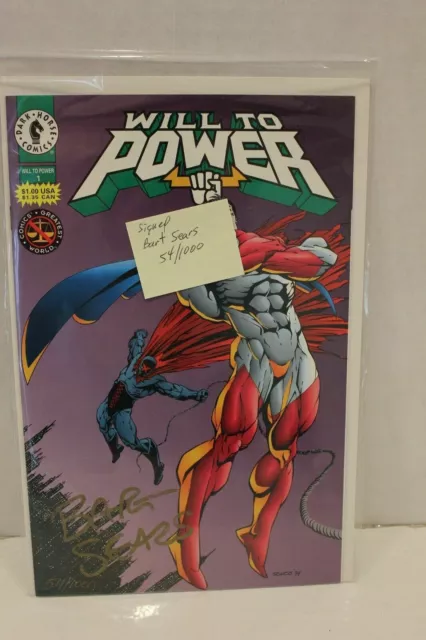 DARK HORSE COMICS
WILL TO POWER
1
$1.00 USA
$1.35 CAN
COMICS' GREATEST WORLD
WILL TO
POWER
Signed
Bart Sears
54/1000
BART
SEARS